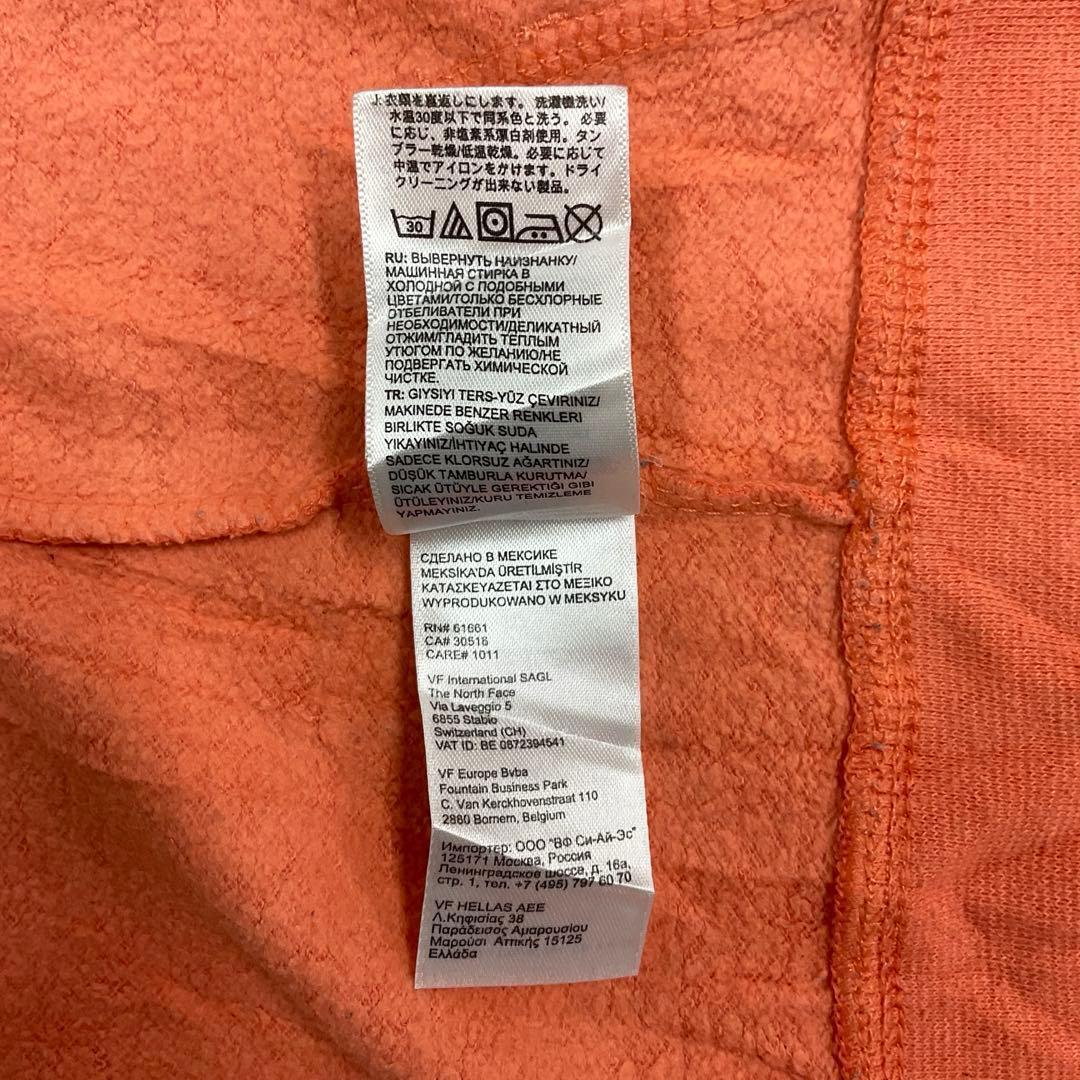 上衣類を裏返しにします。洗濯機洗い/
水温30度以下で同系色と洗う。必要
に応じ、非塩素系漂白剤使用。タン
ブラー乾燥/低温乾燥。必要に応じて
中温でアイロンをかけます。ドライ
クリーニングが出来ない製品。
30
RU: ВЫВЕРНУТЬ НАИЗНАНКУ/
МАШИННАЯ СТИРКА В
ХОЛОДНОЙ С ПОДОБНЫМИ
ЦВЕТАМИ/ТОЛЬКО БЕСХЛОРНЫЕ
ОТБЕЛИВАТЕЛИ ПРИ
НЕОБХОДИМОСТИ/ДЕЛИКАТНЫЙ
ОТЖИМ/ГЛАДИТЬ ТЕПЛЫМ
УТЮГОМ ПО ЖЕЛАНИЮ/НЕ
ПОДВЕРГАТЬ ХИМИЧЕСКОЙ
ЧИСТКЕ.
TR: GIYSIYI TERS-YÜZ ÇEVIRINIZ/
MAKINEDE BENZER RENKLERI
BIRLIKTE SOĞUK SUDA
YIKAYINIZ/İHTIYAÇ HALINDE
SADECE KLORSUZ AĞARTINIZ/
DÜŞÜK TAMBURLA KURUTMA/
SICAK ÜTÜYLE GEREKTIĞI GIBI
ÜTÜLEYINIZ/KURU TEMIZLEME
YAPMAYINIZ.
СДЕЛАНО В МЕКСИКЕ
MEKSİKA'DA ÜRETİLMİŞTİR
ΚΑΤΑΣΚΕΥΑΖΕΤΑΙ ΣΤΟ ΜΕΞΙΚΟ
WYPRODUKOWANO W MEKSYKU
RN# 61661
CA# 30516
CARE# 1011
VF International SAGL
The North Face
Via Laveggio 5
6855 Stabio
Switzerland (CH)
VAT ID: BE 0872394541
VF Europe Bvba
Fountain Business Park
C. Van Kerckhovenstraat 110
2880 Bornem, Belgium
Импортер: ООО "ВФ Си-Ай-Эс"
125171 Москва, Россия
Ленинградское шоссе, д. 16а,
стр. 1, тел. +7 (495) 797 60 70
VF HELLAS AEE
Λ.Κηφισίας 38
Παράδεισος Αμαρουσίου
Μαρούσι Αττικής 15125
Ελλάδα